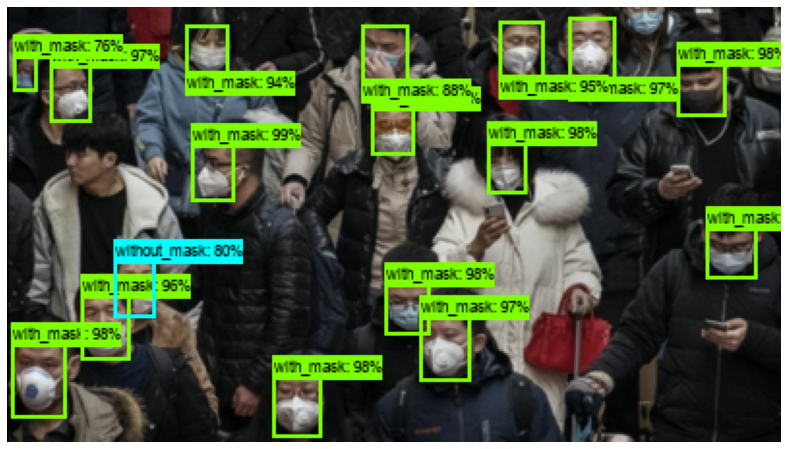 with_mask: 76%
97%
with_mask: 94%
with_mask: 88%
%
with_mask: 95%
mask: 97%
with_mask: 98%
with_mask: 99%
with_mask: 98%
with_mask
without_mask: 80%
with_mask: 96%
with_mask: 98%
with_mask: 97%
with_mask: 98%
with_mask: 98%